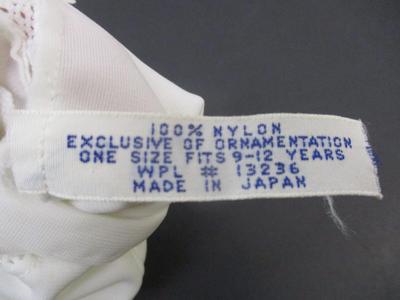 100% NYLON
EXCLUSIVE OF ORNAMENTATION
ONE SIZE FITS 9-12 YEARS
WPL # 13236
MADE IN JAPAN